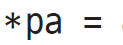 *pa =